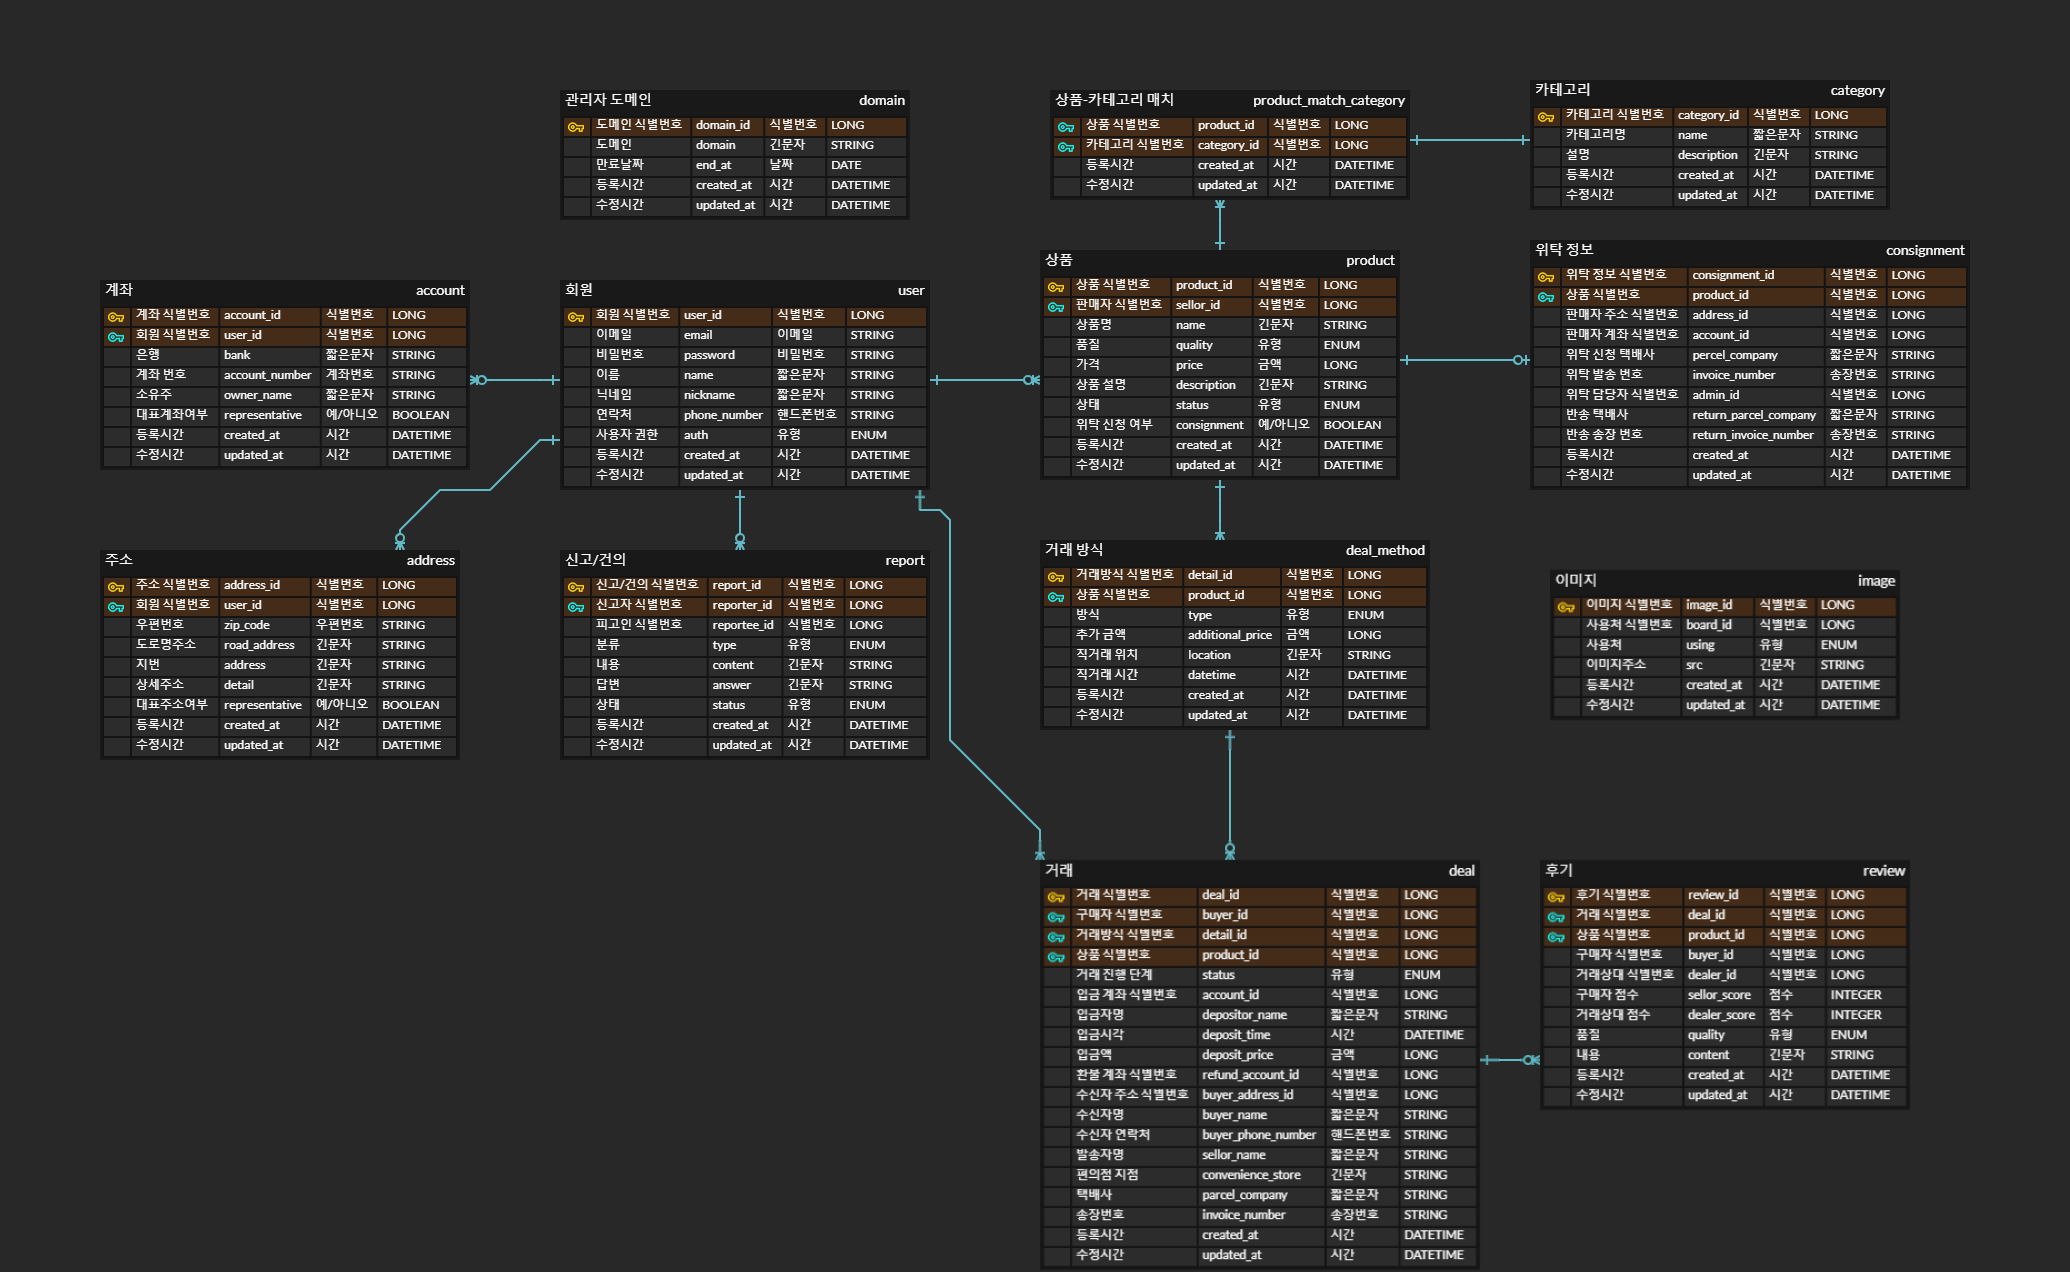 관리자 도메인 domain
도메인 식별번호 domain_id 식별번호 LONG
도메인 domain 긴문자 STRING
만료날짜 end_at 날짜 DATE
등록시간 created_at 시간 DATETIME
수정시간 updated_at 시간 DATETIME
상품-카테고리 매치 product_match_category
상품 식별번호 product_id 식별번호 LONG
카테고리 식별번호 category_id 식별번호 LONG
등록시간 created_at 시간 DATETIME
수정시간 updated_at 시간 DATETIME
카테고리 category
카테고리 식별번호 category_id 식별번호 LONG
카테고리명 name 짧은문자 STRING
설명 description 긴문자 STRING
등록시간 created_at 시간 DATETIME
수정시간 updated_at 시간 DATETIME
계좌 account
계좌 식별번호 account_id 식별번호 LONG
회원 식별번호 user_id 식별번호 LONG
은행 bank 짧은문자 STRING
계좌 번호 account_number 계좌번호 STRING
소유주 owner_name 짧은문자 STRING
대표계좌여부 representative 예/아니오 BOOLEAN
등록시간 created_at 시간 DATETIME
수정시간 updated_at 시간 DATETIME
회원 user
회원 식별번호 user_id 식별번호 LONG
이메일 email 이메일 STRING
비밀번호 password 비밀번호 STRING
이름 name 짧은문자 STRING
닉네임 nickname 짧은문자 STRING
연락처 phone_number 핸드폰번호 STRING
사용자 권한 auth 유형 ENUM
등록시간 created_at 시간 DATETIME
수정시간 updated_at 시간 DATETIME
상품 product
상품 식별번호 product_id 식별번호 LONG
판매자 식별번호 sellor_id 식별번호 LONG
상품명 name 긴문자 STRING
품질 quality 유형 ENUM
가격 price 금액 LONG
상품 설명 description 긴문자 STRING
상태 status 유형 ENUM
위탁 신청 여부 consignment 예/아니오 BOOLEAN
등록시간 created_at 시간 DATETIME
수정시간 updated_at 시간 DATETIME
위탁 정보 consignment
위탁 정보 식별번호 consignment_id 식별번호 LONG
상품 식별번호 product_id 식별번호 LONG
판매자 주소 식별번호 address_id 식별번호 LONG
판매자 계좌 식별번호 account_id 식별번호 LONG
위탁 신청 택배사 percel_company 짧은문자 STRING
위탁 발송 번호 invoice_number 송장번호 STRING
위탁 담당자 식별번호 admin_id 식별번호 LONG
반송 택배사 return_parcel_company 짧은문자 STRING
반송 송장 번호 return_invoice_number 송장번호 STRING
등록시간 created_at 시간 DATETIME
수정시간 updated_at 시간 DATETIME
주소 address
주소 식별번호 address_id 식별번호 LONG
회원 식별번호 user_id 식별번호 LONG
우편번호 zip_code 우편번호 STRING
도로명주소 road_address 긴문자 STRING
지번 address 긴문자 STRING
상세주소 detail 긴문자 STRING
대표주소여부 representative 예/아니오 BOOLEAN
등록시간 created_at 시간 DATETIME
수정시간 updated_at 시간 DATETIME
신고/건의 report
신고/건의 식별번호 report_id 식별번호 LONG
신고자 식별번호 reporter_id 식별번호 LONG
피고인 식별번호 reportee_id 식별번호 LONG
분류 type 유형 ENUM
내용 content 긴문자 STRING
답변 answer 긴문자 STRING
상태 status 유형 ENUM
등록시간 created_at 시간 DATETIME
수정시간 updated_at 시간 DATETIME
거래 방식 deal_method
거래방식 식별번호 detail_id 식별번호 LONG
상품 식별번호 product_id 식별번호 LONG
방식 type 유형 ENUM
추가 금액 additional_price 금액 LONG
직거래 위치 location 긴문자 STRING
직거래 시간 datetime 시간 DATETIME
등록시간 created_at 시간 DATETIME
수정시간 updated_at 시간 DATETIME
이미지 image
이미지 식별번호 image_id 식별번호 LONG
사용처 식별번호 board_id 식별번호 LONG
사용처 using 유형 ENUM
이미지주소 src 긴문자 STRING
등록시간 created_at 시간 DATETIME
수정시간 updated_at 시간 DATETIME
거래 deal
거래 식별번호 deal_id 식별번호 LONG
구매자 식별번호 buyer_id 식별번호 LONG
거래방식 식별번호 detail_id 식별번호 LONG
상품 식별번호 product_id 식별번호 LONG
거래 진행 단계 status 유형 ENUM
입금 계좌 식별번호 account_id 식별번호 LONG
입금자명 depositor_name 짧은문자 STRING
입금시각 deposit_time 시간 DATETIME
입금액 deposit_price 금액 LONG
환불 계좌 식별번호 refund_account_id 식별번호 LONG
수신자 주소 식별번호 buyer_address_id 식별번호 LONG
수신자명 buyer_name 짧은문자 STRING
수신자 연락처 buyer_phone_number 핸드폰번호 STRING
발송자명 sellor_name 짧은문자 STRING
편의점 지점 convenience_store 긴문자 STRING
택배사 parcel_company 짧은문자 STRING
송장번호 invoice_number 송장번호 STRING
등록시간 created_at 시간 DATETIME
수정시간 updated_at 시간 DATETIME
후기 review
후기 식별번호 review_id 식별번호 LONG
거래 식별번호 deal_id 식별번호 LONG
상품 식별번호 product_id 식별번호 LONG
구매자 식별번호 buyer_id 식별번호 LONG
거래상대 식별번호 dealer_id 식별번호 LONG
구매자 점수 sellor_score 점수 INTEGER
거래상대 점수 dealer_score 점수 INTEGER
품질 quality 유형 ENUM
내용 content 긴문자 STRING
등록시간 created_at 시간 DATETIME
수정시간 updated_at 시간 DATETIME